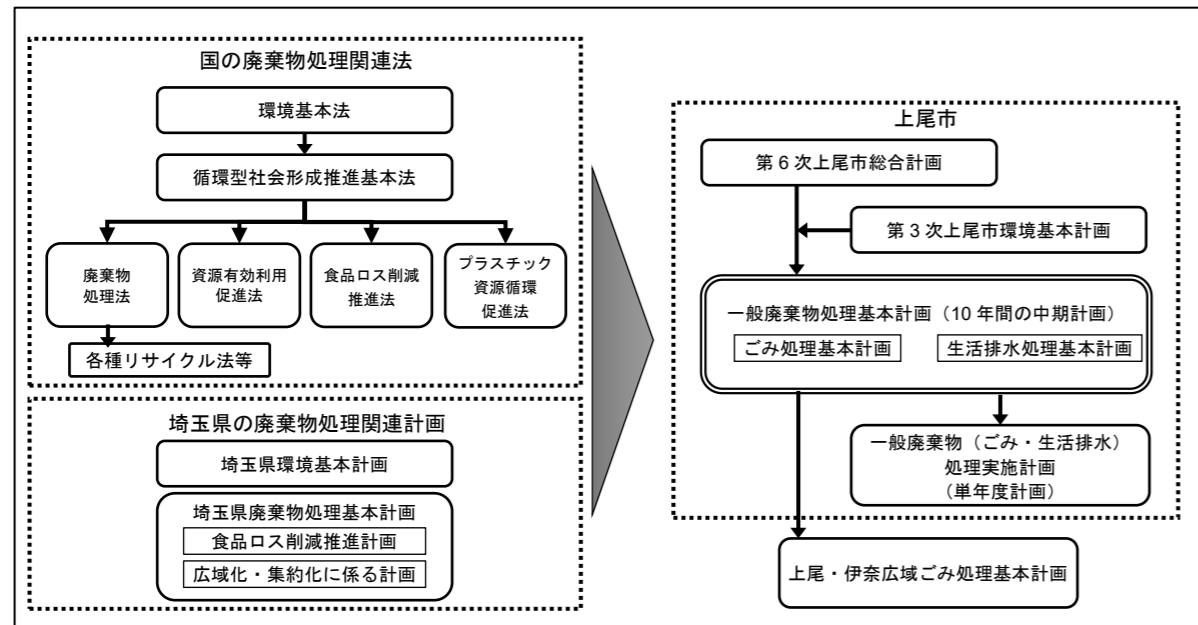 国の廃棄物処理関連法
環境基本法
循環型社会形成推進基本法
廃棄物
処理法
資源有効利用
促進法
食品ロス削減
推進法
プラスチック
資源循環
促進法
各種リサイクル法等
埼玉県の廃棄物処理関連計画
埼玉県環境基本計画
埼玉県廃棄物処理基本計画
食品ロス削減推進計画
広域化・集約化に係る計画
上尾市
第6次上尾市総合計画
第3次上尾市環境基本計画
一般廃棄物処理基本計画（10年間の中期計画）
ごみ処理基本計画
生活排水処理基本計画
一般廃棄物（ごみ・生活排水）
処理実施計画
(単年度計画)
上尾・伊奈広域ごみ処理基本計画